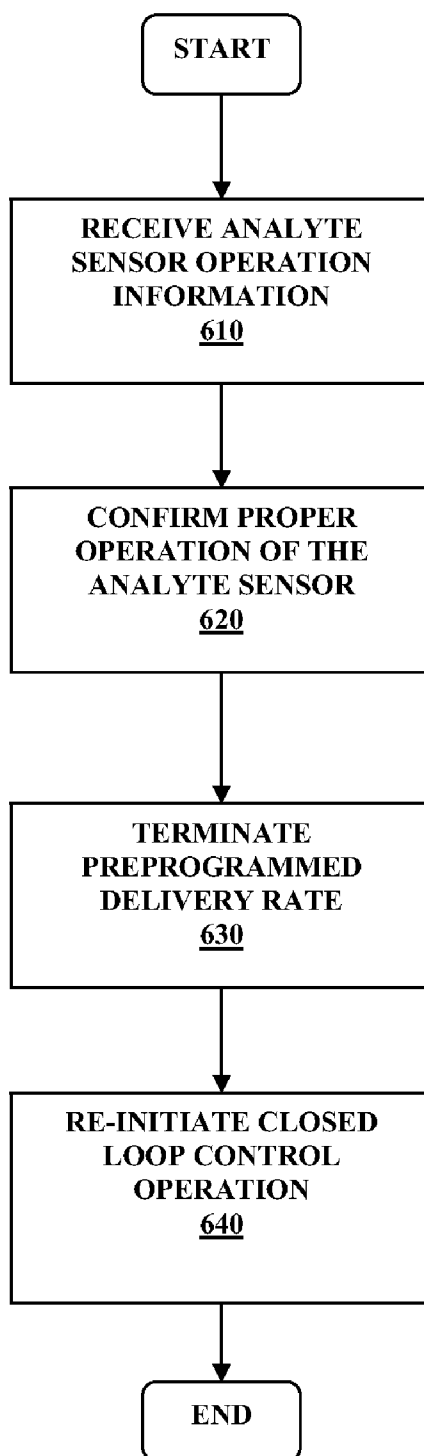 START
RECEIVE ANALYTE
SENSOR OPERATION
INFORMATION
610
CONFIRM PROPER
OPERATION OF THE
ANALYTE SENSOR
620
TERMINATE
PREPROGRAMMED
DELIVERY RATE
630
RE-INITIATE CLOSED
LOOP CONTROL
OPERATION
640
END